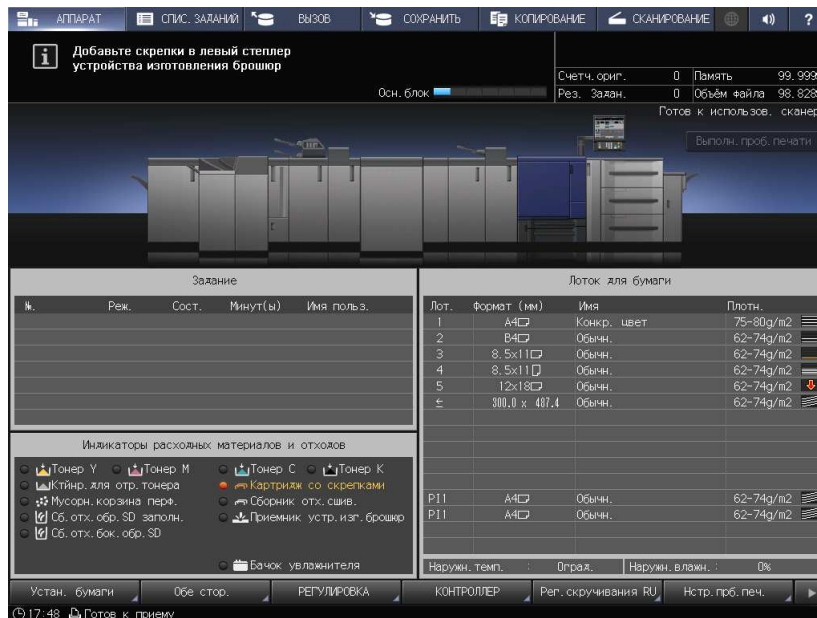 АППАРАТ СПИС. ЗАДАНИЙ ВЫЗОВ СОХРАНИТЬ КОПИРОВАНИЕ СКАНИРОВАНИЕ ?
Добавьте скрепки в левый степлер
устройства изготовления брошюр
Осн. блок
Счетч. ориг. 0 Память 99.999
Рез. Задан. 0 Объём файла 98.828
Готов к использов. сканер
Выполн. проб. печати
Задание
№. Реж. Сост. Минут(ы) Имя польз.
Лоток для бумаги
Лот. Формат (мм) Имя Плотн.
1 A4 Конкр. цвет 75-80g/m2
2 B4 Обычн. 62-74g/m2
3 8.5x11 Обычн. 62-74g/m2
4 8.5x11 Обычн. 62-74g/m2
5 12x18 Обычн. 62-74g/m2
← 300.0 x 487.4 Обычн. 62-74g/m2
PI1 A4 Обычн. 62-74g/m2
PI1 A4 Обычн. 62-74g/m2
Наружн. темп. : 0град. Наружн. влажн. : 0%
Индикаторы расходных материалов и отходов
Тонер Y Тонер M Тонер C Тонер K
Ктйнр. для отр. тонера Картридж со скрепками
Мусорн. корзина перф. Сборник отх. сшив.
Сб. отх. обр. SD заполн. Приемник устр. изг. брошюр
Сб. отх. бок. обр. SD
Бачок увлажнителя
Устан. бумаги Обе стор. РЕГУЛИРОВКА КОНТРОЛЛЕР Рег. скручивания RU Нстр. прб. печ.
17:48 Готов к приему